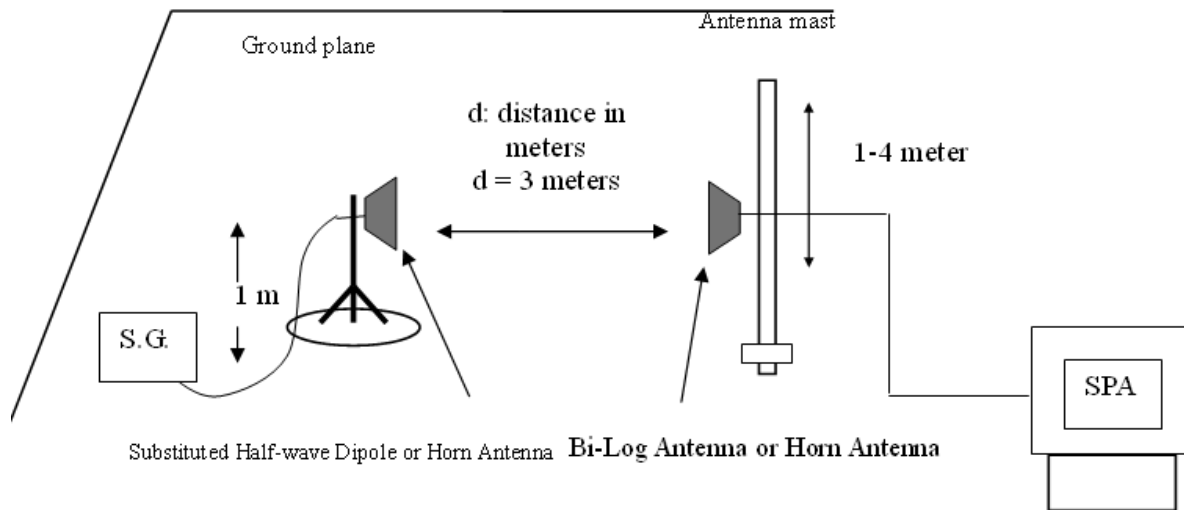 Antenna mast
Ground plane
d: distance in
meters
d = 3 meters
1-4 meter
1 m
S.G.
SPA
Substituted Half-wave Dipole or Horn Antenna
Bi-Log Antenna or Horn Antenna